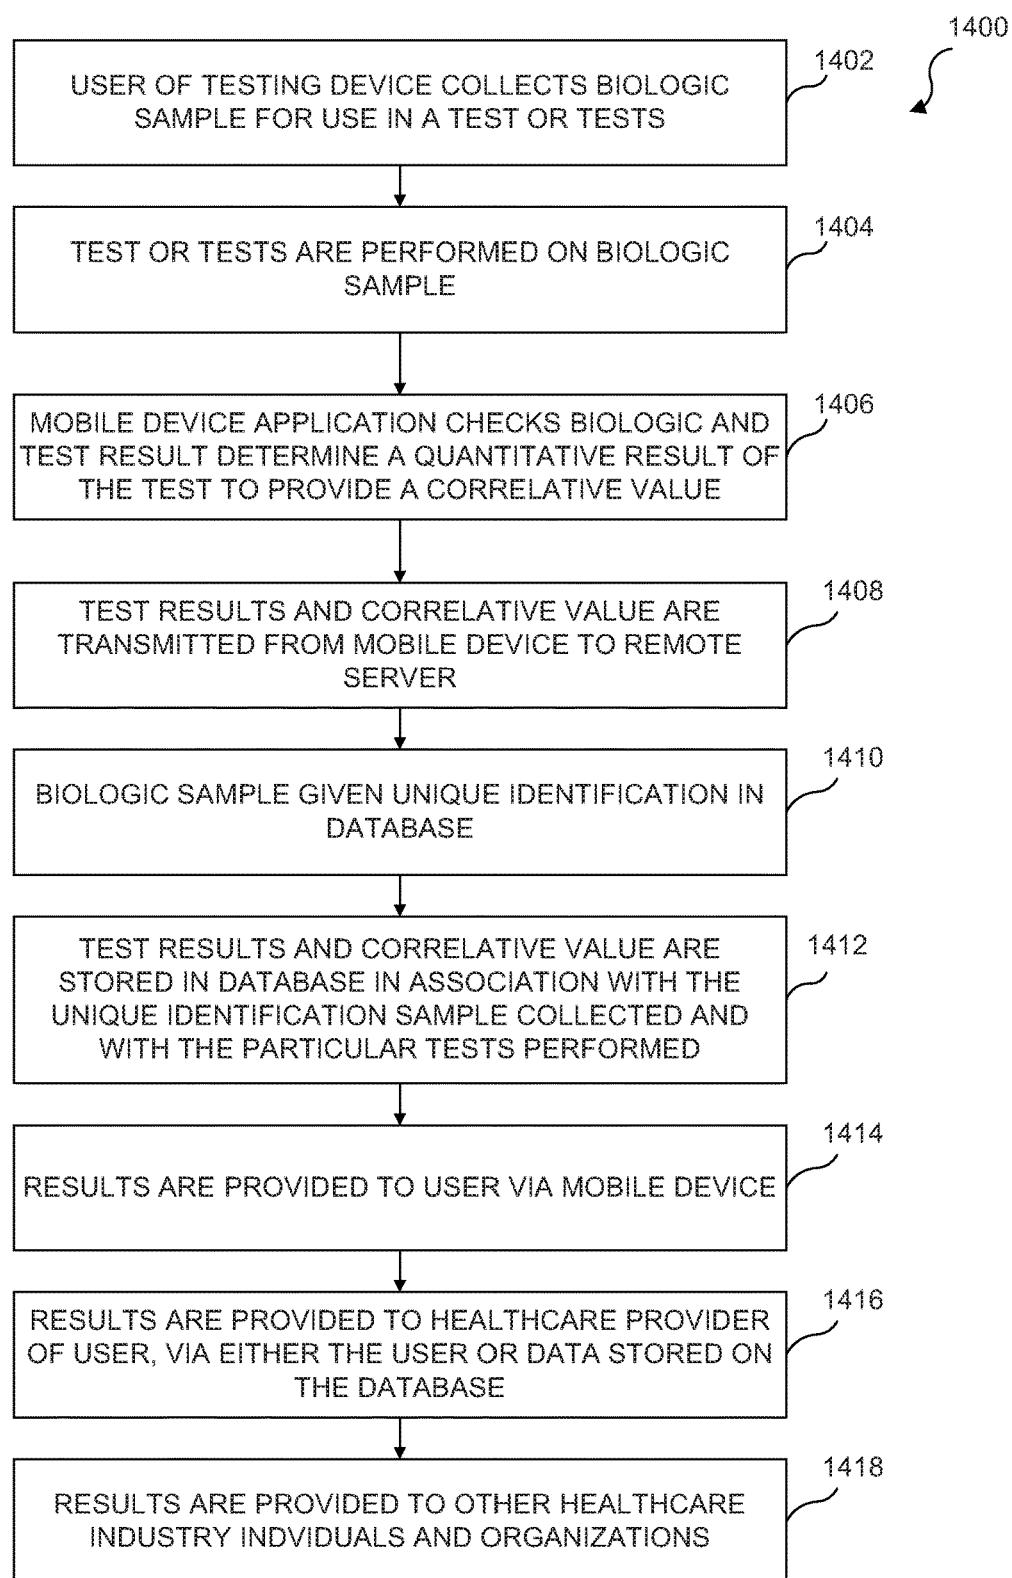 1400
1402
USER OF TESTING DEVICE COLLECTS BIOLOGIC
SAMPLE FOR USE IN A TEST OR TESTS
1404
TEST OR TESTS ARE PERFORMED ON BIOLOGIC
SAMPLE
1406
MOBILE DEVICE APPLICATION CHECKS BIOLOGIC AND
TEST RESULT DETERMINE A QUANTITATIVE RESULT OF
THE TEST TO PROVIDE A CORRELATIVE VALUE
1408
TEST RESULTS AND CORRELATIVE VALUE ARE
TRANSMITTED FROM MOBILE DEVICE TO REMOTE
SERVER
1410
BIOLOGIC SAMPLE GIVEN UNIQUE IDENTIFICATION IN
DATABASE
1412
TEST RESULTS AND CORRELATIVE VALUE ARE
STORED IN DATABASE IN ASSOCIATION WITH THE
UNIQUE IDENTIFICATION SAMPLE COLLECTED AND
WITH THE PARTICULAR TESTS PERFORMED
1414
RESULTS ARE PROVIDED TO USER VIA MOBILE DEVICE
1416
RESULTS ARE PROVIDED TO HEALTHCARE PROVIDER
OF USER, VIA EITHER THE USER OR DATA STORED ON
THE DATABASE
1418
RESULTS ARE PROVIDED TO OTHER HEALTHCARE
INDUSTRY INDVIDUALS AND ORGANIZATIONS